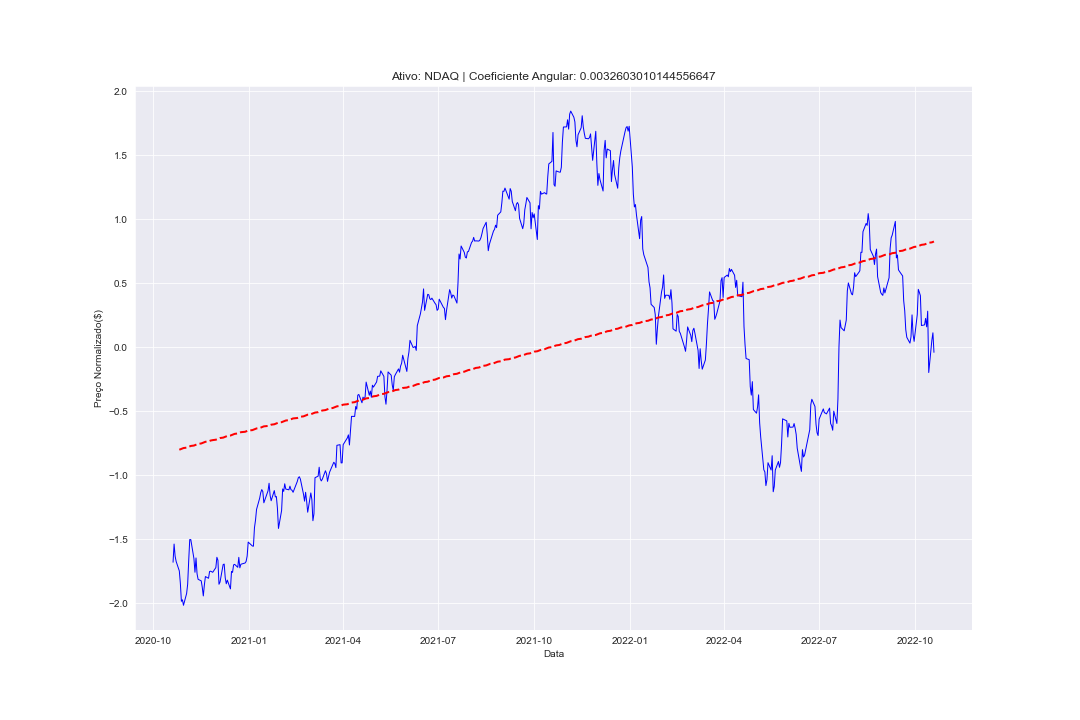 Ativo: NDAQ | Coeficiente Angular: 0.0032603010144556647
2.0
1.5
1.0
0.5
0.0
−0.5
−1.0
−1.5
−2.0
Preço Normalizado($)
2020-10 2021-01 2021-04 2021-07 2021-10 2022-01 2022-04 2022-07 2022-10
Data